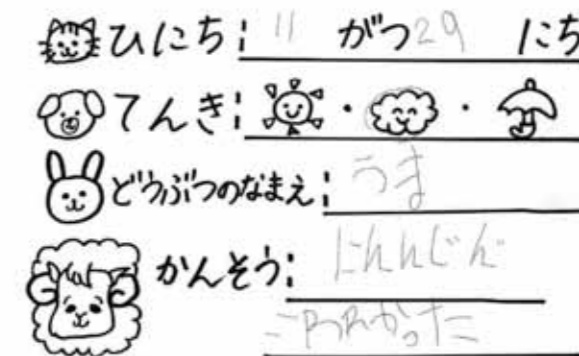 ひにち: 11 がつ 29 にち
てんき: ・ ・
どうぶつのなまえ: うま
かんそう: にんんじん